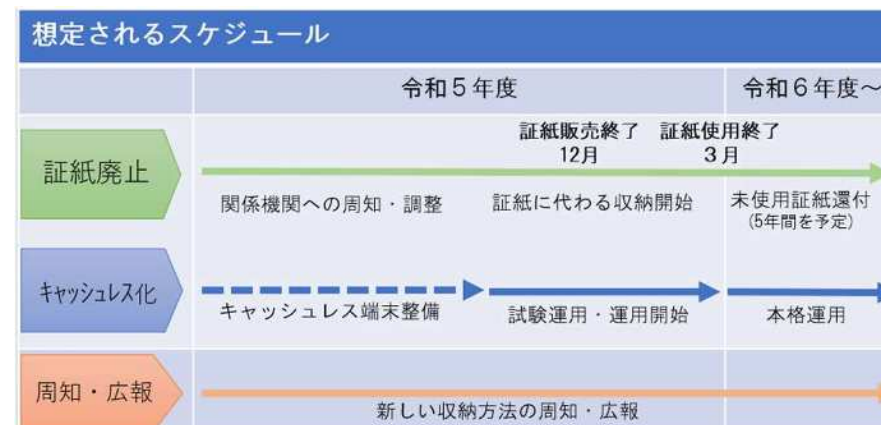 想定されるスケジュール
令和５年度 令和６年度～
証紙廃止
証紙販売終了 証紙使用終了
12月 ３月
関係機関への周知・調整 証紙に代わる収納開始 未使用証紙還付
(5年間を予定)
キャッシュレス化
キャッシュレス端末整備 試験運用・運用開始 本格運用
周知・広報
新しい収納方法の周知・広報